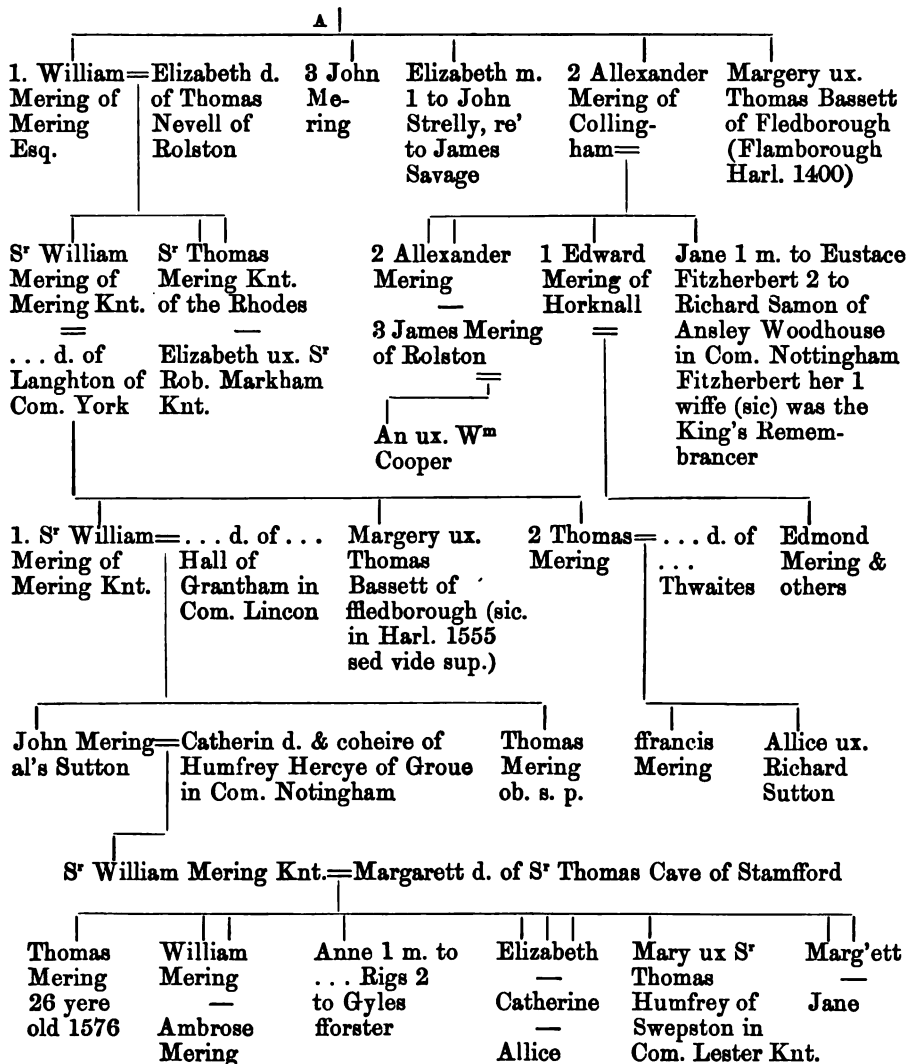 A
1. William=Elizabeth d.
Mering of of Thomas
Mering Nevell of
Esq. Rolston
3 John
Me-
ring
Elizabeth m.
1 to John
Strelly, re'
to James
Savage
2 Allexander
Mering of
Colling-
ham=
Margery ux.
Thomas Bassett
of Fledborough
(Flamborough
Harl. 1400)
Sʳ William
Mering of
Mering Knt.
=
... d. of
Langhton of
Com. York
Sʳ Thomas
Mering Knt.
of the Rhodes
—
Elizabeth ux. Sʳ
Rob. Markham
Knt.
2 Allexander
Mering
—
3 James Mering
of Rolston
=
An ux. Wᵐ
Cooper
1 Edward
Mering of
Horknall
=
Jane 1 m. to Eustace
Fitzherbert 2 to
Richard Samon of
Ansley Woodhouse
in Com. Nottingham
Fitzherbert her 1
wiffe (sic) was the
King's Remem-
brancer
1. Sʳ William=... d. of ...
Mering of Hall of
Mering Knt. Grantham in
Com. Lincon
Margery ux.
Thomas
Bassett of
ffledborough (sic.
in Harl. 1555
sed vide sup.)
2 Thomas=... d. of
Mering ...
Thwaites
Edmond
Mering &
others
John Mering=Catherin d. & coheire of
al's Sutton Humfrey Hercye of Groue
in Com. Notingham
Thomas
Mering
ob. s. p.
ffrancis
Mering
Allice ux.
Richard
Sutton
Sʳ William Mering Knt.=Margarett d. of Sʳ Thomas Cave of Stamfford
Thomas
Mering
26 yere
old 1576
William
Mering
—
Ambrose
Mering
Anne 1 m. to
... Rigs 2
to Gyles
fforster
Elizabeth
—
Catherine
—
Allice
Mary ux Sʳ
Thomas
Humfrey of
Swepston in
Com. Lester Knt.
Marg'ett
—
Jane